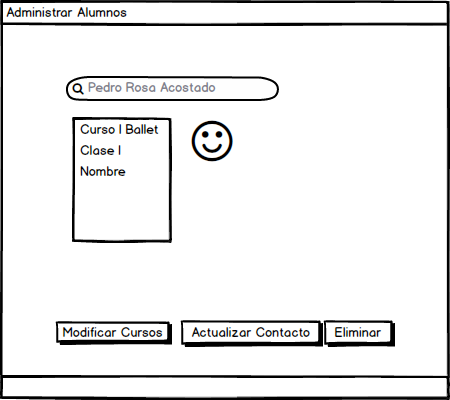 Administrar Alumnos
Pedro Rosa Acostado
Curso I Ballet
Clase I
Nombre
Modificar Cursos
Actualizar Contacto
Eliminar